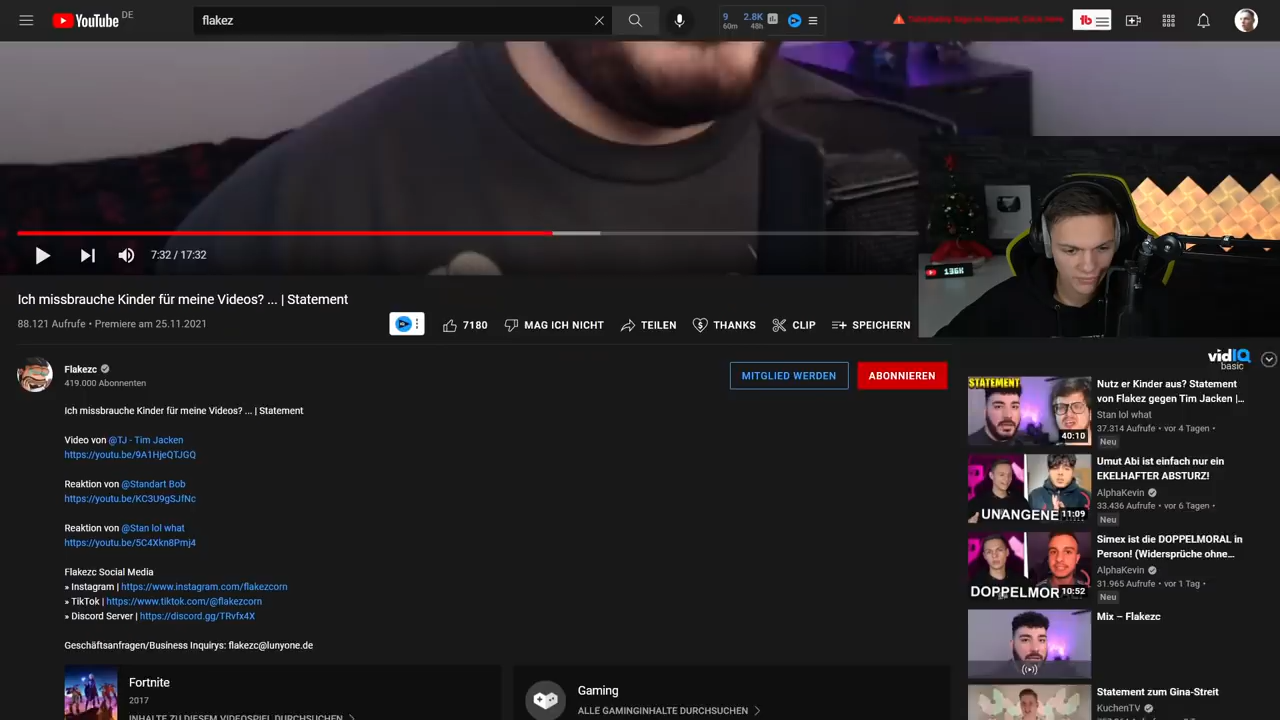 YouTube DE
flakez
9
60m
2.8K
48h
tb
136K
7:32 / 17:32
Ich missbrauche Kinder für meine Videos? ... | Statement
88.121 Aufrufe • Premiere am 25.11.2021
7180
MAG ICH NICHT
TEILEN
THANKS
CLIP
SPEICHERN
Flakezc
419.000 Abonnenten
MITGLIED WERDEN
ABONNIEREN
Ich missbrauche Kinder für meine Videos? ... | Statement
Video von @TJ - Tim Jacken
https://youtu.be/9A1HjeQTJGQ
Reaktion von @Standart Bob
https://youtu.be/KC3U9gSJfNc
Reaktion von @Stan lol what
https://youtu.be/5C4Xkn8Pmj4
Flakezc Social Media
» Instagram | https://www.instagram.com/flakezcorn
» TikTok | https://www.tiktok.com/@flakezcorn
» Discord Server | https://discord.gg/TRvfx4X
Geschäftsanfragen/Business Inquirys: flakezc@lunyone.de
Fortnite
2017
INHALTE ZU DIESEM VIDEOSPIEL DURCHSUCHEN
Gaming
ALLE GAMINGINHALTE DURCHSUCHEN
vidIQ
basic
STATEMENT
40:10
Nutz er Kinder aus? Statement
von Flakez gegen Tim Jacken |...
Stan lol what
37.314 Aufrufe • vor 4 Tagen •
Neu
UNANGENE
11:09
Umut Abi ist einfach nur ein
EKELHAFTER ABSTURZ!
AlphaKevin
33.436 Aufrufe • vor 6 Tagen •
Neu
DOPPELMOR
10:52
Simex ist die DOPPELMORAL in
Person! (Widersprüche ohne...
AlphaKevin
31.965 Aufrufe • vor 1 Tag •
Neu
Mix – Flakezc
Statement zum Gina-Streit
KuchenTV